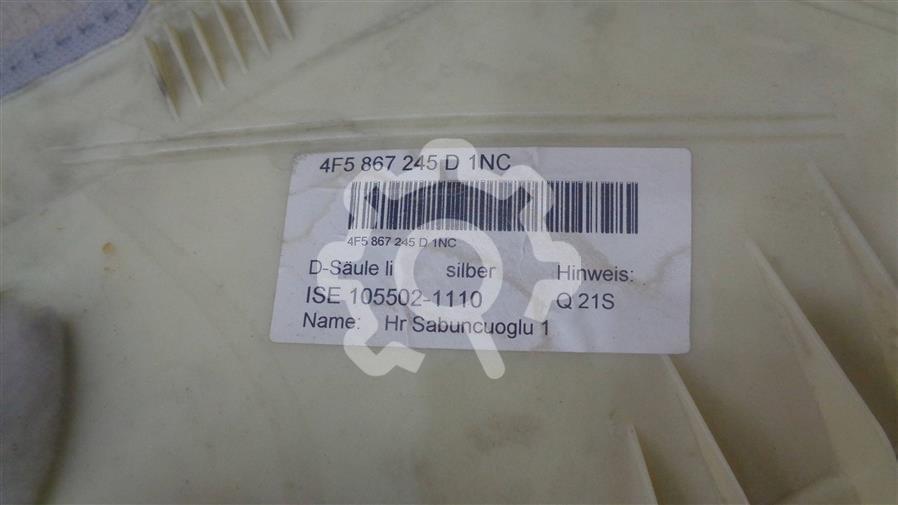 4F5 867 245 D 1NC
4F5 867 245 D 1NC
D-Säule li silber Hinweis:
ISE 105502-1110 Q 21S
Name: Hr Sabuncuoglu 1